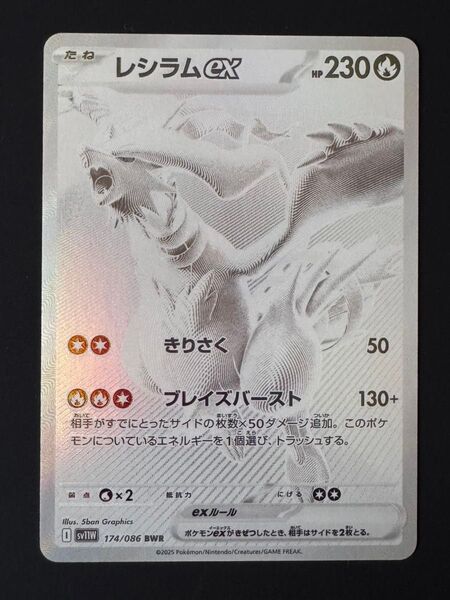 たね レシラムex HP230
きりさく 50
ブレイズバースト 130+
相手がすでにとったサイドの枚数×50ダメージ追加。このポケ
モンについているエネルギーを1個選び、トラッシュする。
弱点 ×2 抵抗力 にげる
exルール
ポケモンexがきぜつしたとき、相手はサイドを2枚とる。
Illus. 5ban Graphics
I sv11W 174/086 BWR
©2025 Pokémon/Nintendo/Creatures/GAME FREAK.